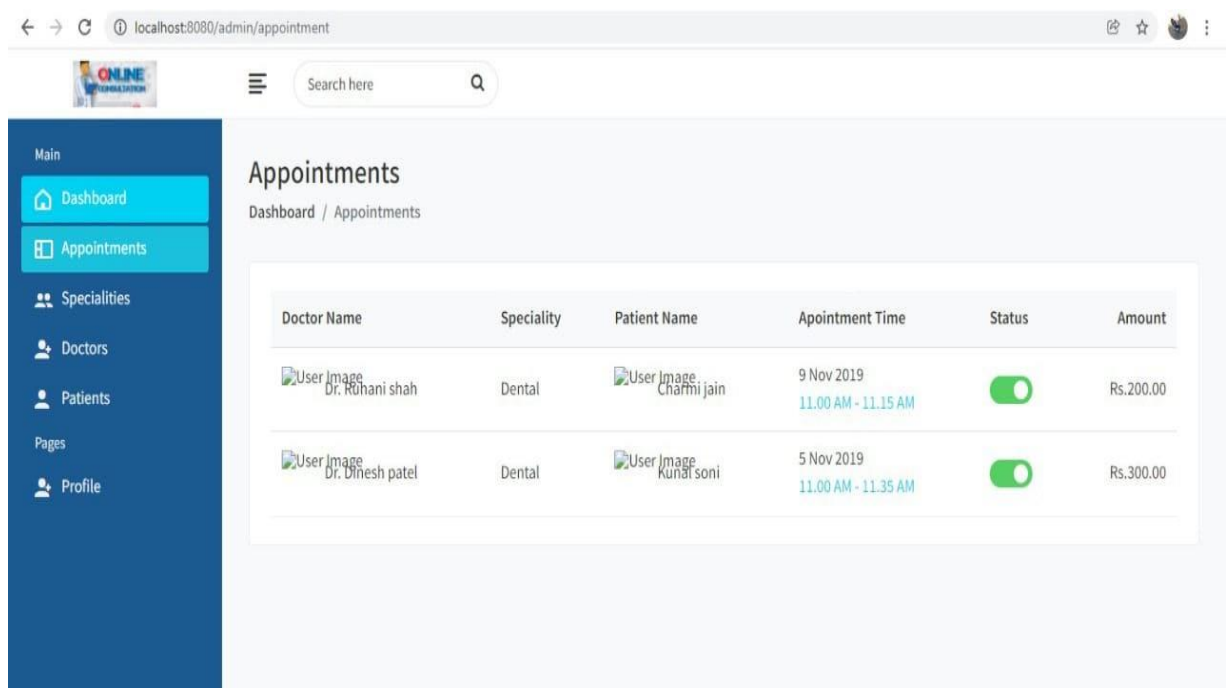 localhost:8080/admin/appointment
ONLINE
CONSULTATION
Search here
Main
Dashboard
Appointments
Specialities
Doctors
Patients
Pages
Profile
Appointments
Dashboard / Appointments
Doctor Name Speciality Patient Name Apointment Time Status Amount
User Image Dr. Ruhani shah Dental User Image Charmi jain 9 Nov 2019 Rs.200.00
11.00 AM - 11.15 AM
User Image Dr. Dinesh patel Dental User Image Kunal soni 5 Nov 2019 Rs.300.00
11.00 AM - 11.35 AM